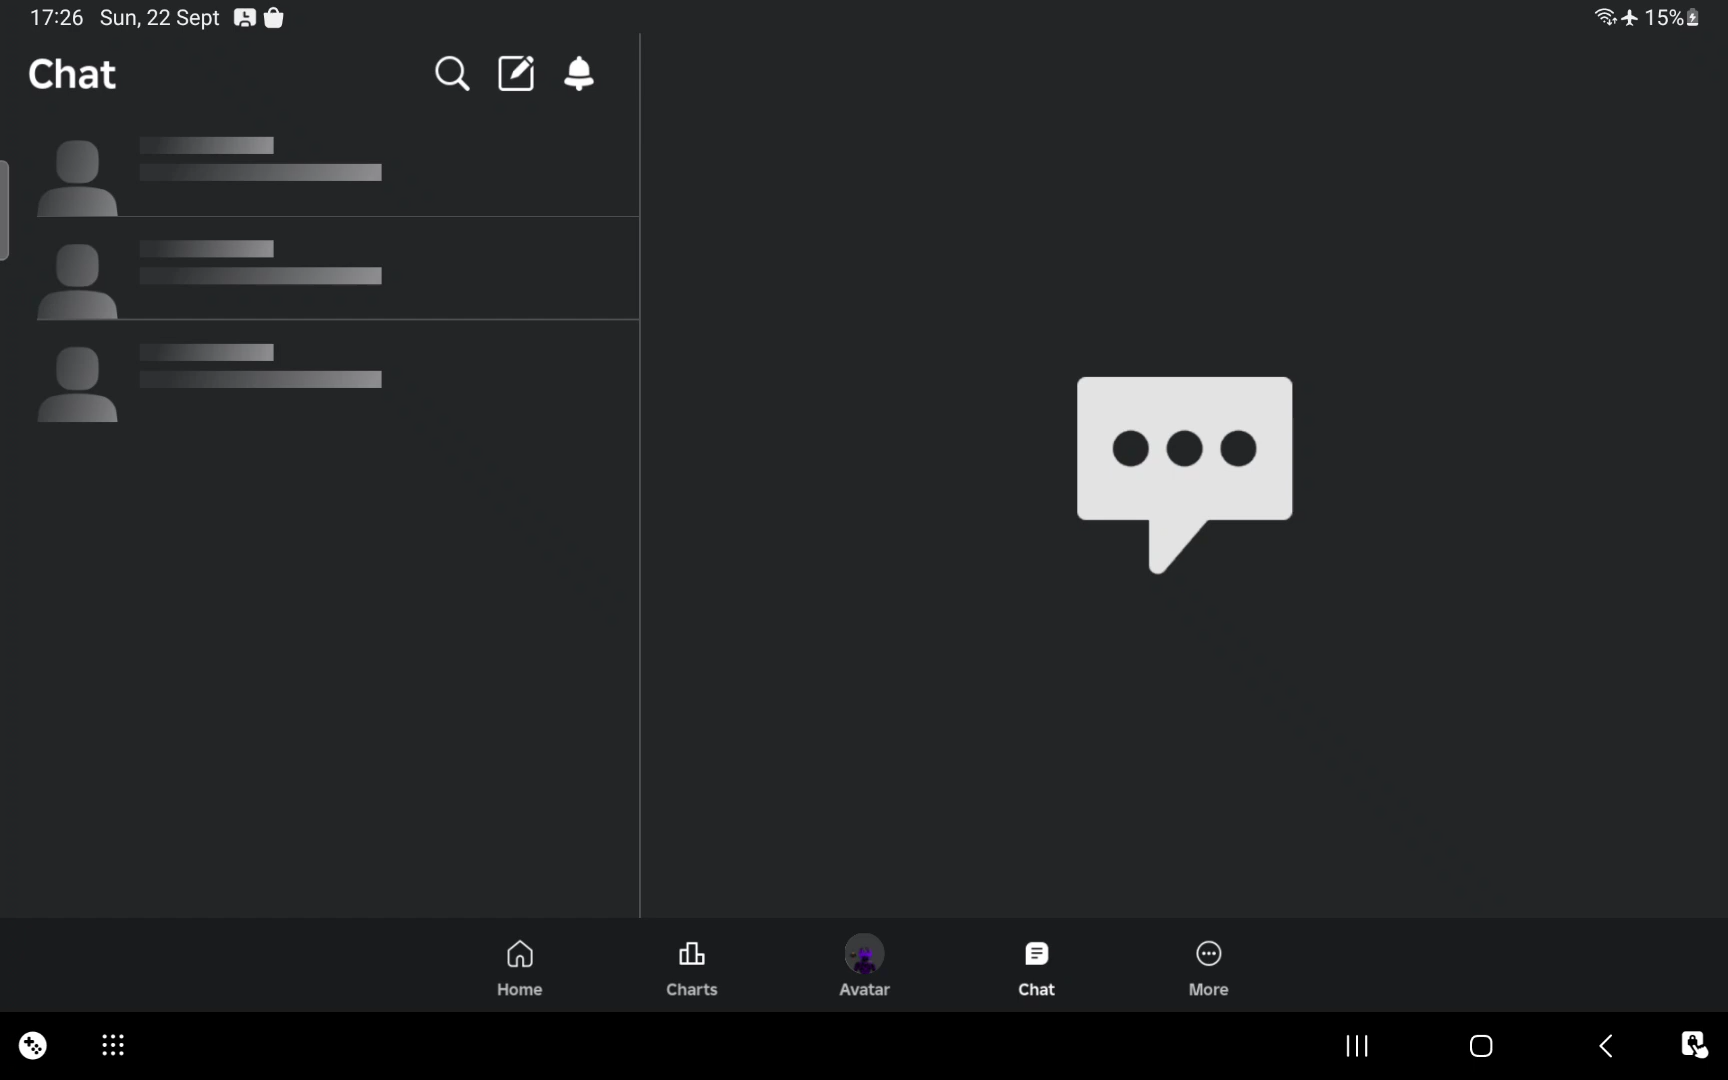 17:26 Sun, 22 Sept 15%
Chat
Home
Charts
Avatar
Chat
More